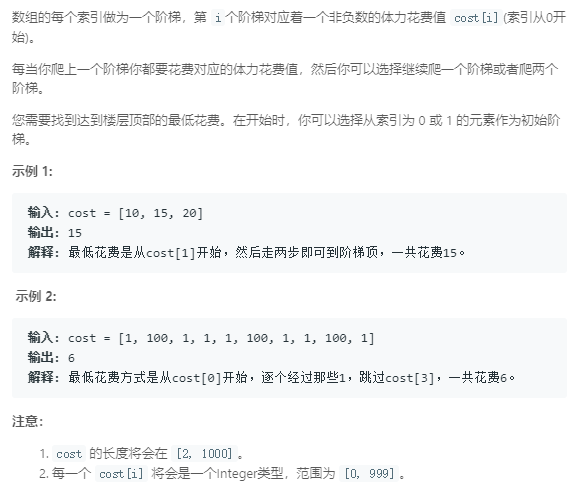 数组的每个索引做为一个阶梯，第 i个阶梯对应着一个非负数的体力花费值 cost[i](索引从0开
始)。
每当你爬上一个阶梯你都要花费对应的体力花费值，然后你可以选择继续爬一个阶梯或者爬两个
阶梯。
您需要找到达到楼层顶部的最低花费。在开始时，你可以选择从索引为 0 或 1 的元素作为初始阶
梯。
示例 1:
输入: cost = [10, 15, 20]
输出: 15
解释: 最低花费是从cost[1]开始，然后走两步即可到阶梯顶，一共花费15。
示例 2:
输入: cost = [1, 100, 1, 1, 1, 100, 1, 1, 100, 1]
输出: 6
解释: 最低花费方式是从cost[0]开始，逐个经过那些1，跳过cost[3]，一共花费6。
注意：
1. cost 的长度将会在 [2, 1000]。
2. 每一个 cost[i] 将会是一个Integer类型，范围为 [0, 999]。